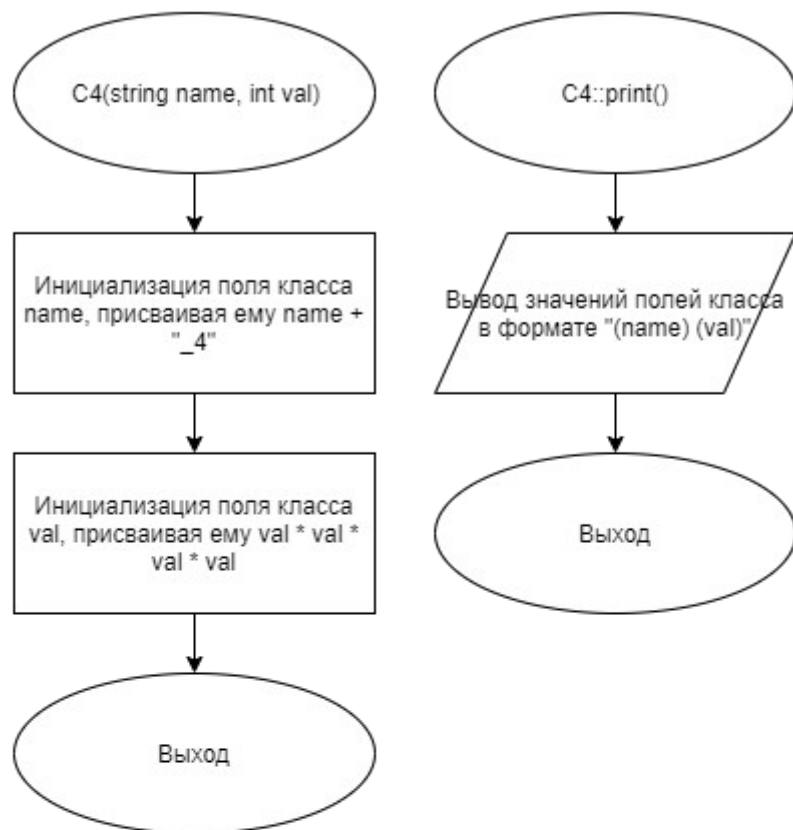 C4(string name, int val)
Инициализация поля класса
name, присваивая ему name +
"_4"
Инициализация поля класса
val, присваивая ему val * val *
val * val
Выход
C4::print()
Вывод значений полей класса
в формате "(name) (val)"
Выход